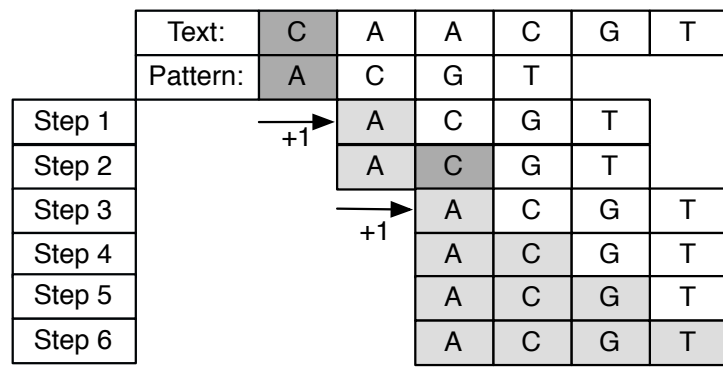 Text: C A A C G T
Pattern: A C G T
Step 1 +1 A C G T
Step 2 A C G T
Step 3 +1 A C G T
Step 4 A C G T
Step 5 A C G T
Step 6 A C G T